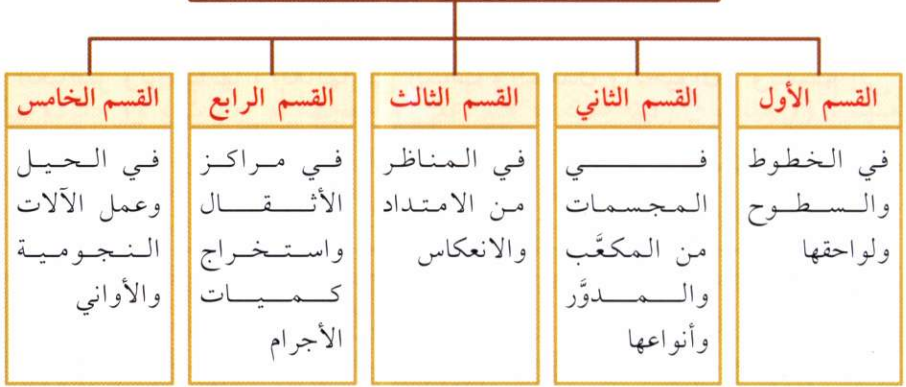 القسم الأول
في الخطوط
والسطوح
ولواحقها
القسم الثاني
في
المجسمات
من المكعَّب
والمدوَّر
وأنواعها
القسم الثالث
في المناظر
من الامتداد
والانعكاس
القسم الرابع
في مراكز
الأثقال
واستخراج
كميات
الأجرام
القسم الخامس
في الحيل
وعمل الآلات
النجومية
والأواني